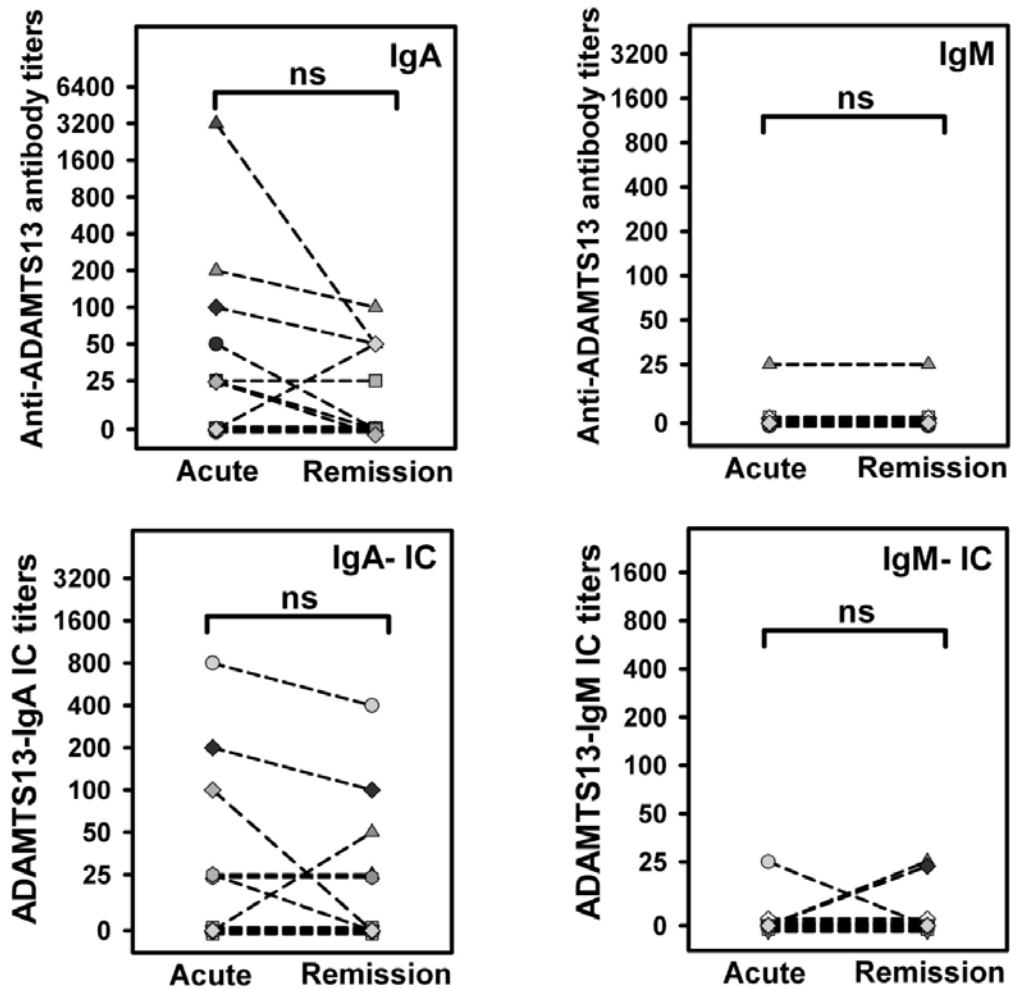 IgA
ns
Anti-ADAMTS13 antibody titers
6400
3200
1600
800
400
200
100
50
25
0
Acute Remission
IgM
ns
Anti-ADAMTS13 antibody titers
3200
1600
800
400
200
100
50
25
0
Acute Remission
IgA- IC
ns
ADAMTS13-IgA IC titers
3200
1600
800
400
200
100
50
25
0
Acute Remission
IgM- IC
ns
ADAMTS13-IgM IC titers
1600
800
400
200
100
50
25
0
Acute Remission